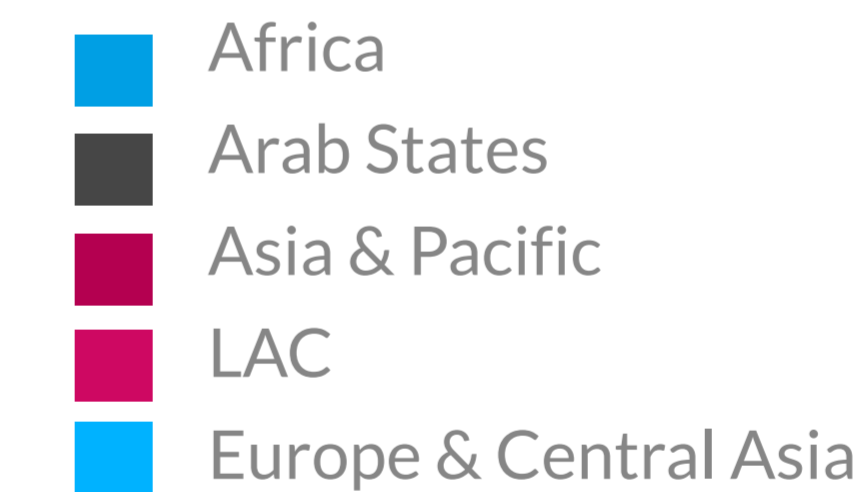 Africa
Arab States
Asia & Pacific
LAC
Europe & Central Asia